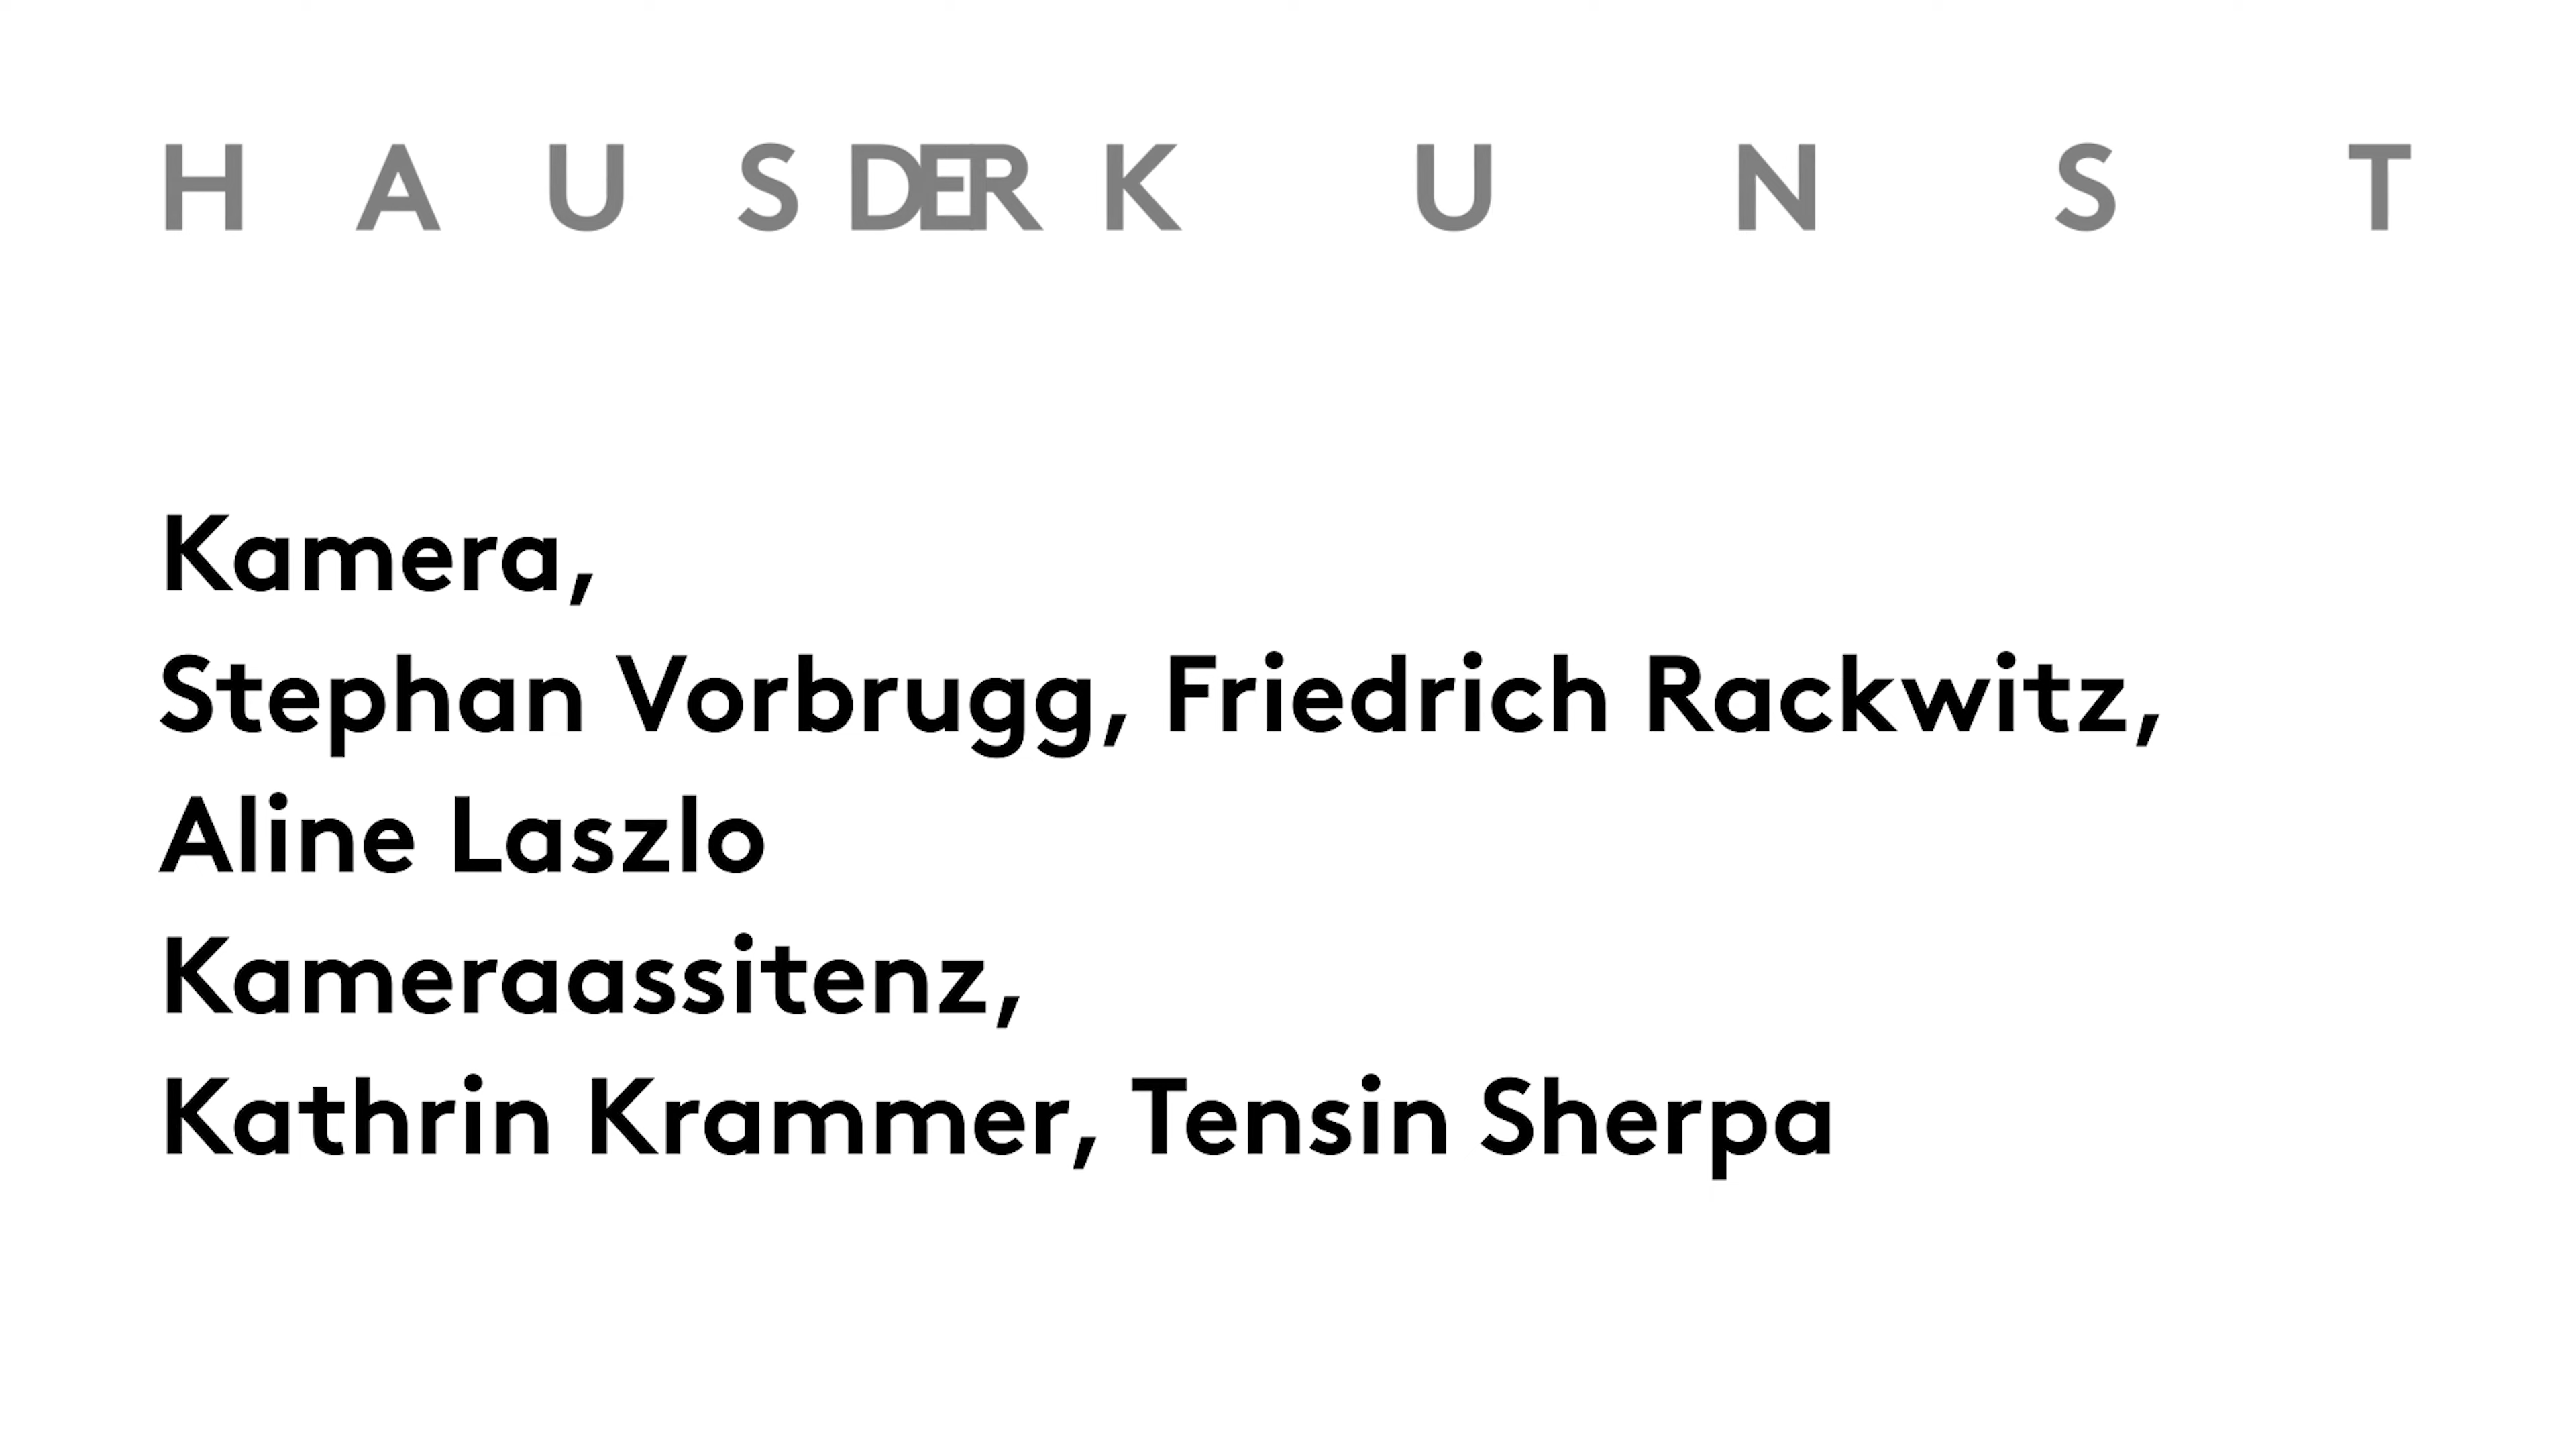 HAUS DER KUNST
Kamera,
Stephan Vorbrugg, Friedrich Rackwitz,
Aline Laszlo
Kameraassitenz,
Kathrin Krammer, Tensin Sherpa